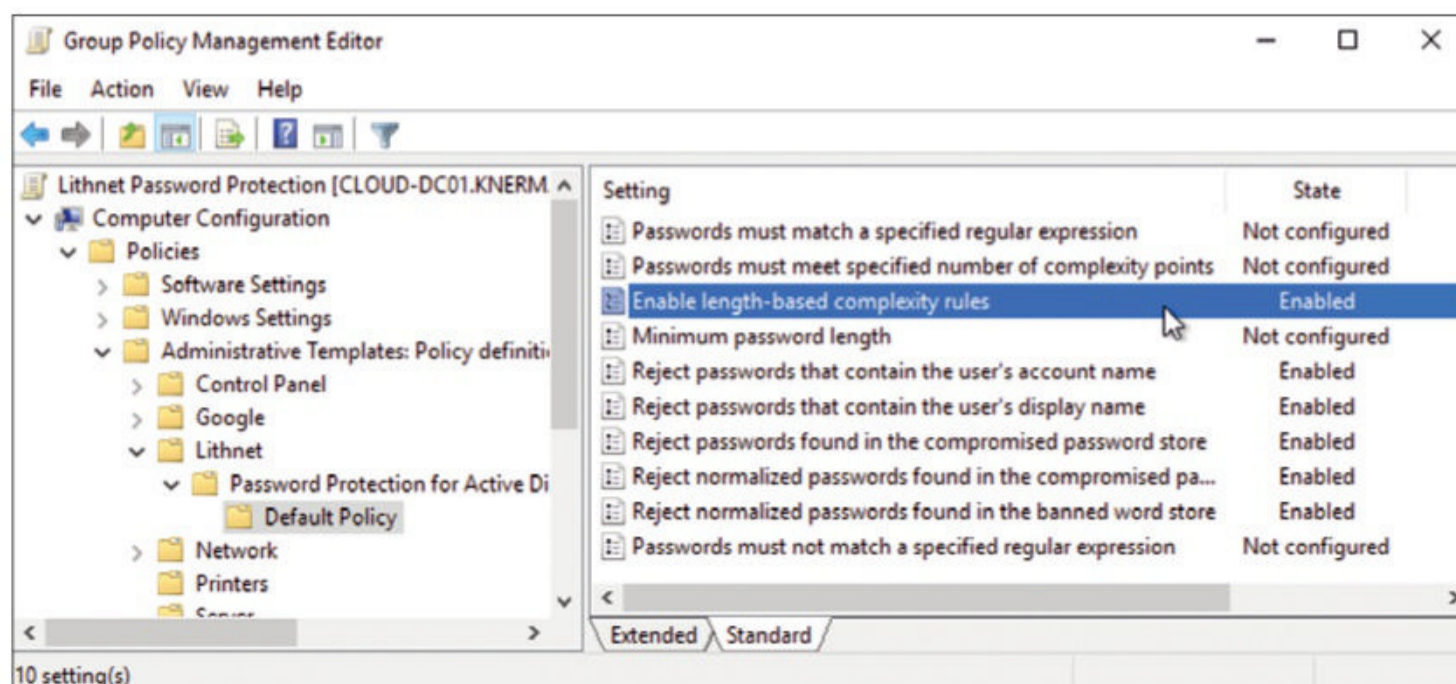 Group Policy Management Editor
File Action View Help
Lithnet Password Protection [CLOUD-DC01.KNERM
Computer Configuration
Policies
Software Settings
Windows Settings
Administrative Templates: Policy definiti
Control Panel
Google
Lithnet
Password Protection for Active Di
Default Policy
Network
Printers
Setting State
Passwords must match a specified regular expression Not configured
Passwords must meet specified number of complexity points Not configured
Enable length-based complexity rules Enabled
Minimum password length Not configured
Reject passwords that contain the user's account name Enabled
Reject passwords that contain the user's display name Enabled
Reject passwords found in the compromised password store Enabled
Reject normalized passwords found in the compromised pa... Enabled
Reject normalized passwords found in the banned word store Enabled
Passwords must not match a specified regular expression Not configured
Extended Standard
10 setting(s)